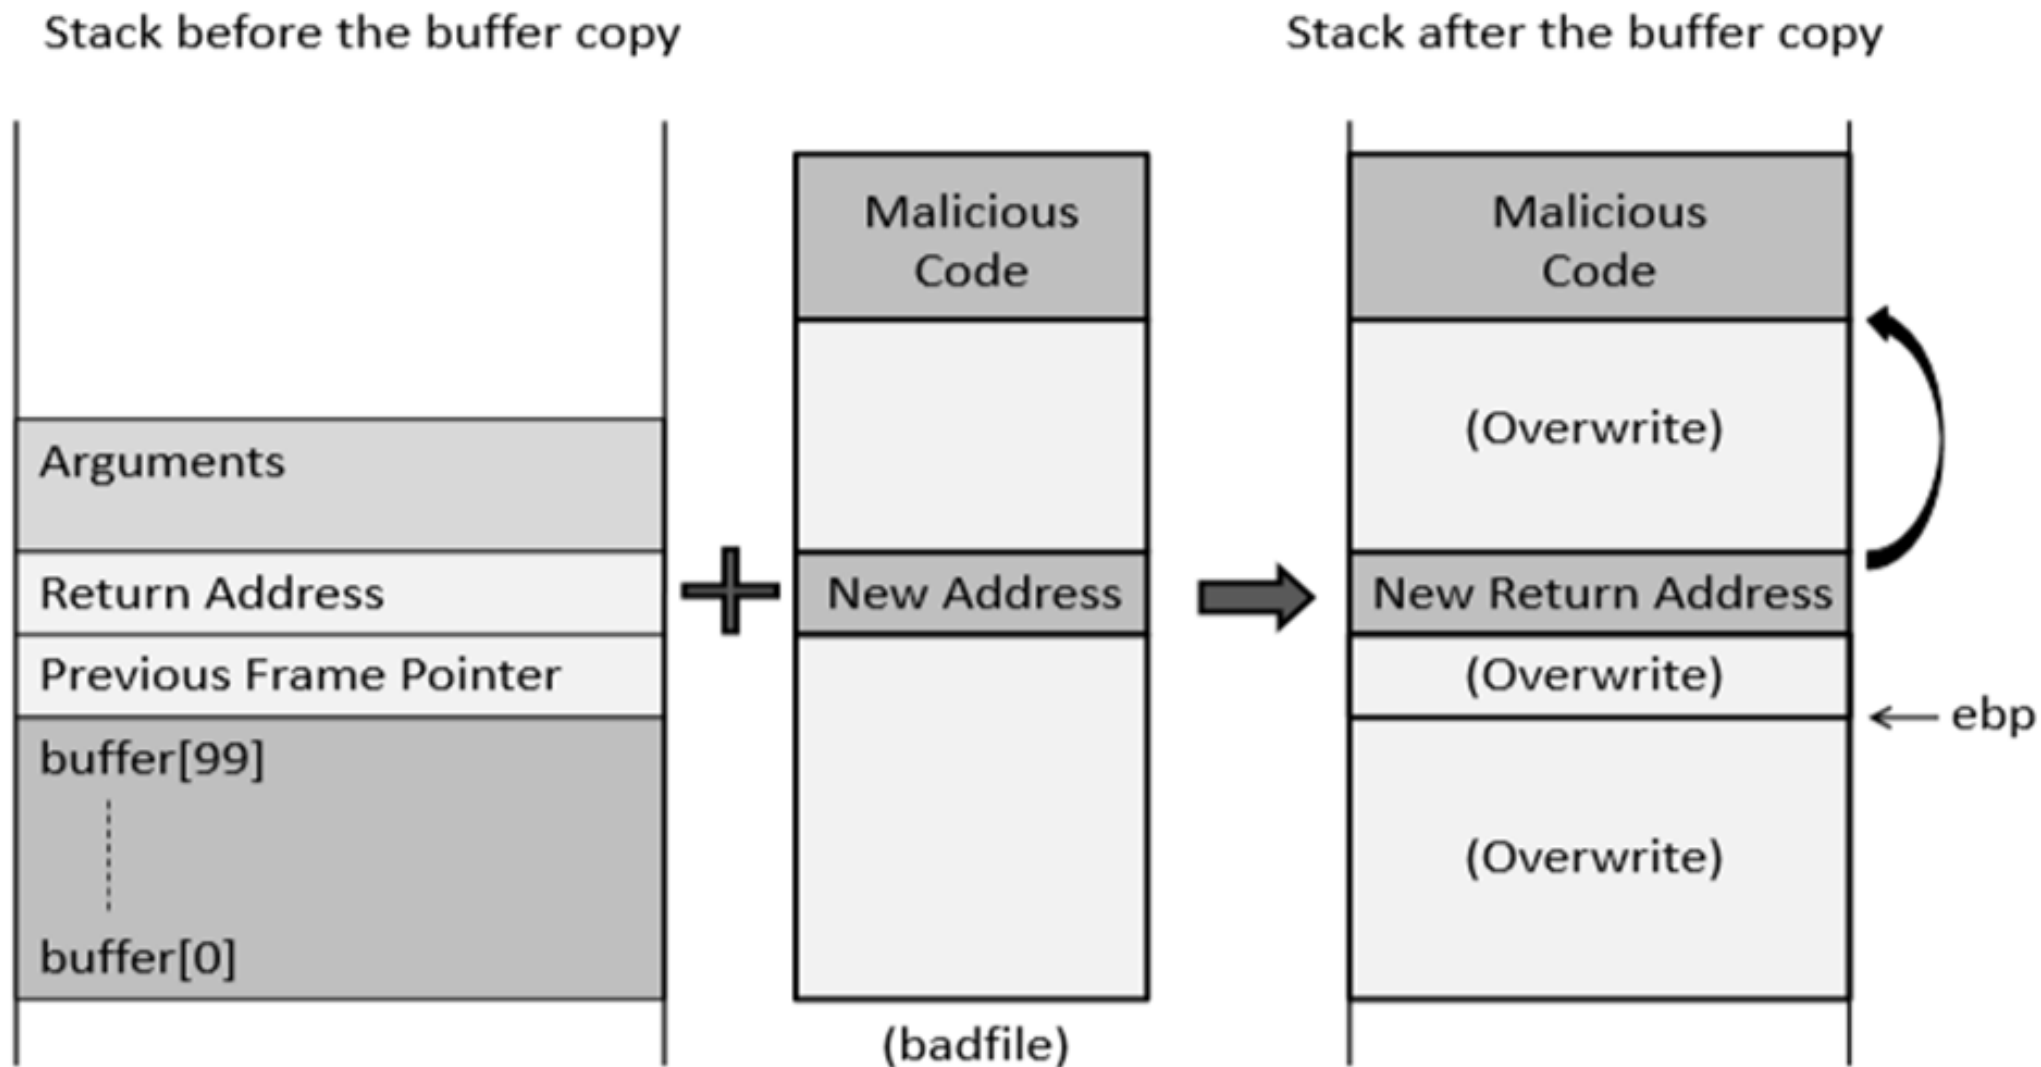 Stack before the buffer copy
Stack after the buffer copy
Arguments
Return Address
Previous Frame Pointer
buffer[99]
buffer[0]
Malicious
Code
New Address
(badfile)
Malicious
Code
(Overwrite)
New Return Address
(Overwrite)
ebp
(Overwrite)